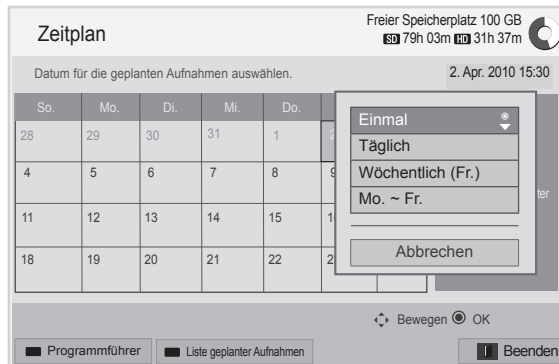 Zeitplan
Freier Speicherplatz 100 GB
SD 79h 03m HD 31h 37m
Datum für die geplanten Aufnahmen auswählen.
2. Apr. 2010 15:30
So. Mo. Di. Mi. Do.
28 29 30 31 1
4 5 6 7 8
11 12 13 14 15
18 19 20 21 22
Einmal
Täglich
Wöchentlich (Fr.)
Mo. ~ Fr.
Abbrechen
Bewegen OK
Programmführer
Liste geplanter Aufnahmen
Beenden